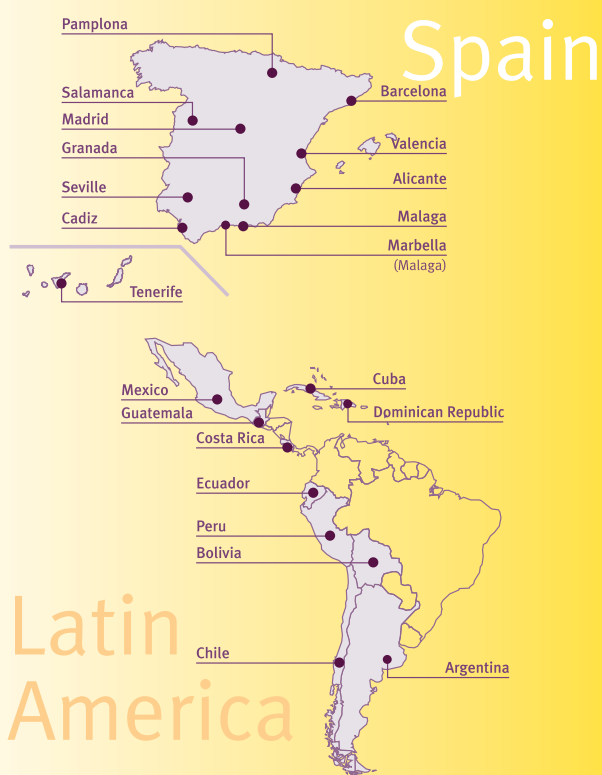 Spain
Pamplona
Salamanca
Madrid
Granada
Seville
Cadiz
Barcelona
Valencia
Alicante
Malaga
Marbella
(Malaga)
Tenerife
Mexico
Guatemala
Costa Rica
Cuba
Dominican Republic
Ecuador
Peru
Bolivia
Chile
Argentina
Latin
America